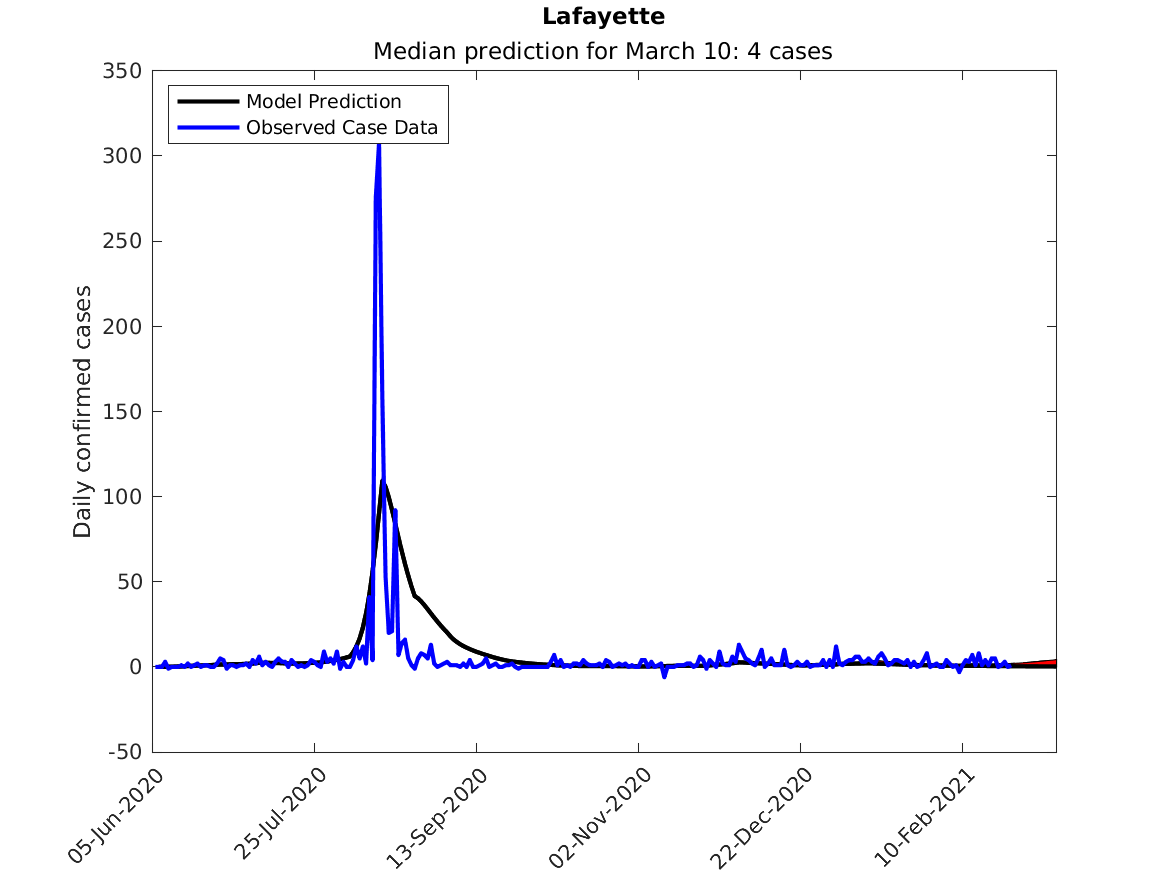 Lafayette
Median prediction for March 10: 4 cases
Model Prediction
Observed Case Data
Daily confirmed cases
350
300
250
200
150
100
50
0
-50
05-Jun-2020
25-Jul-2020
13-Sep-2020
02-Nov-2020
22-Dec-2020
10-Feb-2021